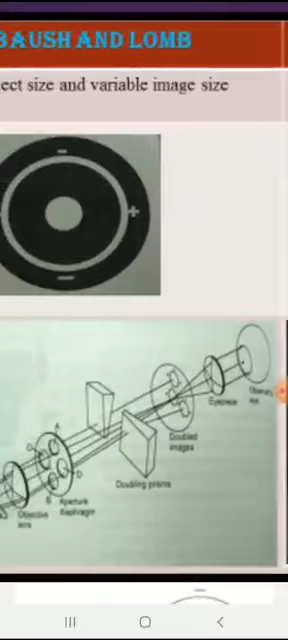 BAUSH AND LOMB
ect size and variable image size
Eyepiece
Doubled
images
Doubling prisms
A
D
B
Aperture
diaphragm
Objective
lens